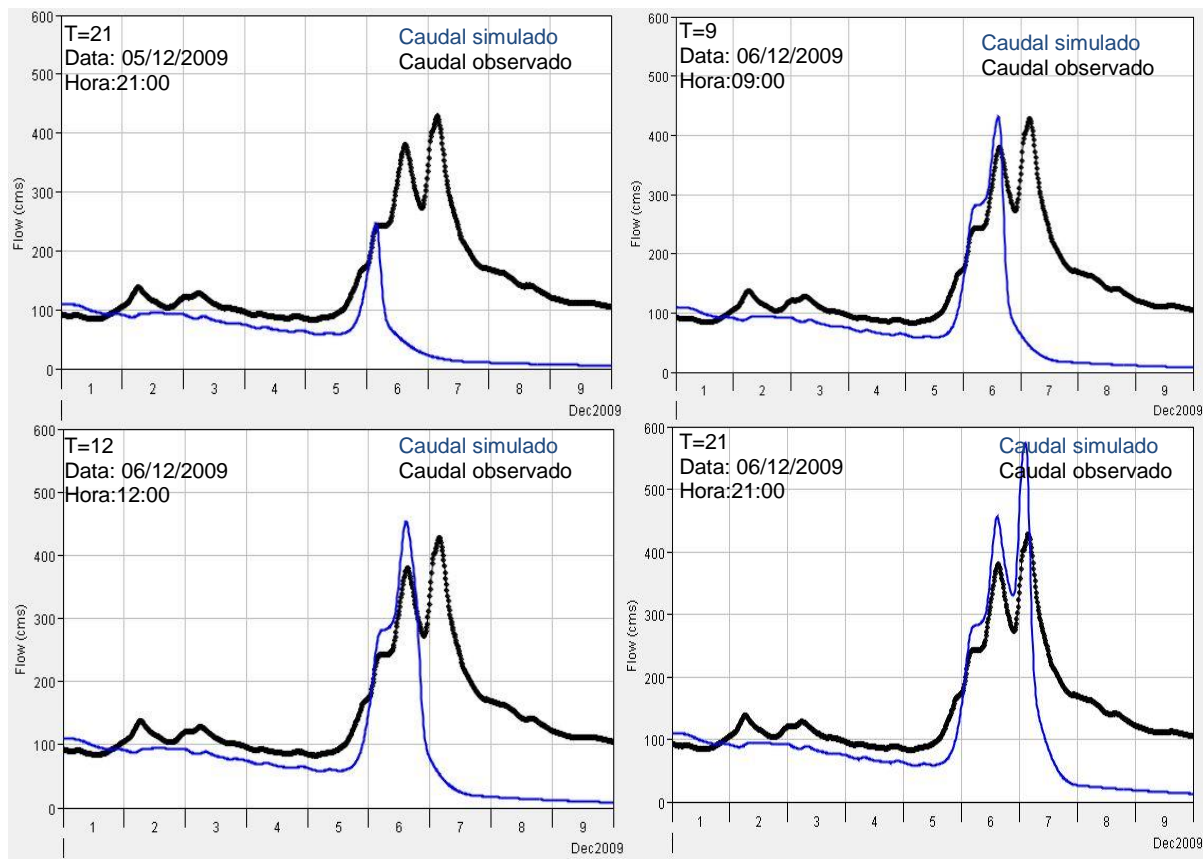 T=21
Data: 05/12/2009
Hora:21:00
Caudal simulado
Caudal observado
600
500
400
300
200
100
0
Flow (cms)
1 2 3 4 5 6 7 8 9
Dec2009
T=9
Data: 06/12/2009
Hora:09:00
Caudal simulado
Caudal observado
600
500
400
300
200
100
0
Flow (cms)
1 2 3 4 5 6 7 8 9
Dec2009
T=12
Data: 06/12/2009
Hora:12:00
Caudal simulado
Caudal observado
600
500
400
300
200
100
0
Flow (cms)
1 2 3 4 5 6 7 8 9
Dec2009
T=21
Data: 06/12/2009
Hora:21:00
Caudal simulado
Caudal observado
600
500
400
300
200
100
0
Flow (cms)
1 2 3 4 5 6 7 8 9
Dec2009